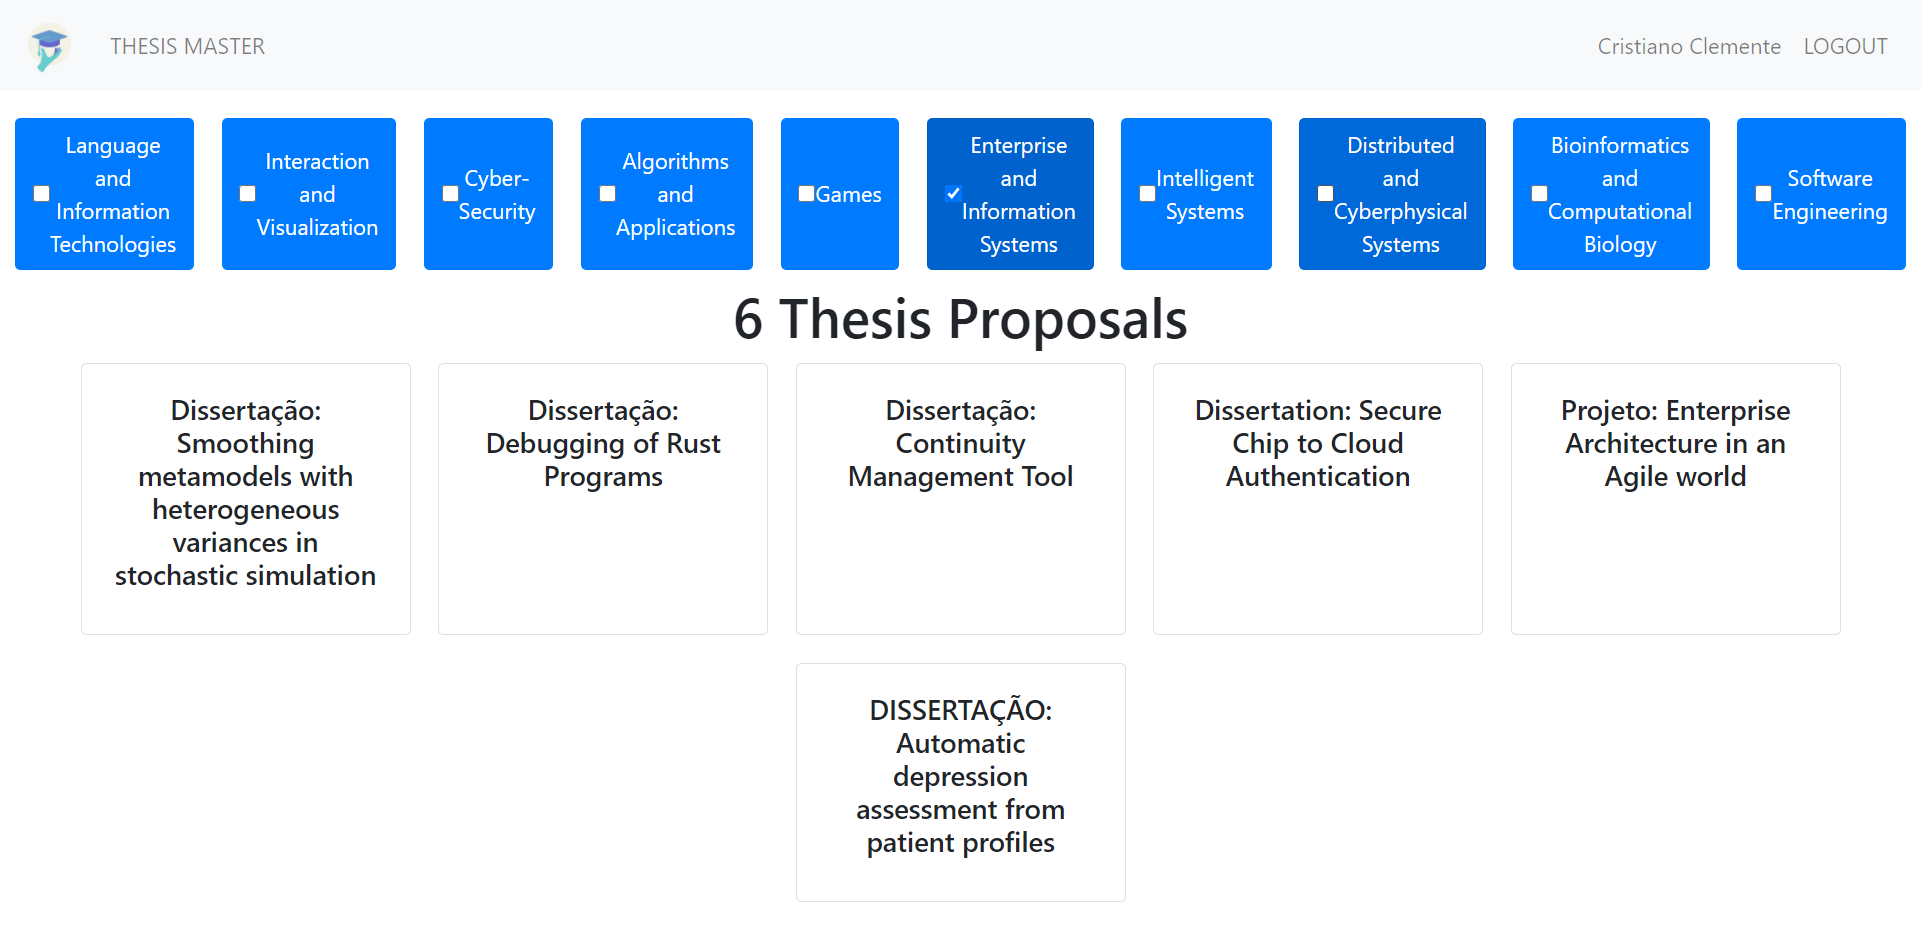 THESIS MASTER
Cristiano Clemente
LOGOUT
Language
and
Information
Technologies
Interaction
and
Visualization
Cyber-
Security
Algorithms
and
Applications
Games
Enterprise
and
Information
Systems
Intelligent
Systems
Distributed
and
Cyberphysical
Systems
Bioinformatics
and
Computational
Biology
Software
Engineering
6 Thesis Proposals
Dissertação:
Smoothing
metamodels with
heterogeneous
variances in
stochastic simulation
Dissertação:
Debugging of Rust
Programs
Dissertação:
Continuity
Management Tool
Dissertation: Secure
Chip to Cloud
Authentication
Projeto: Enterprise
Architecture in an
Agile world
DISSERTAÇÃO:
Automatic
depression
assessment from
patient profiles